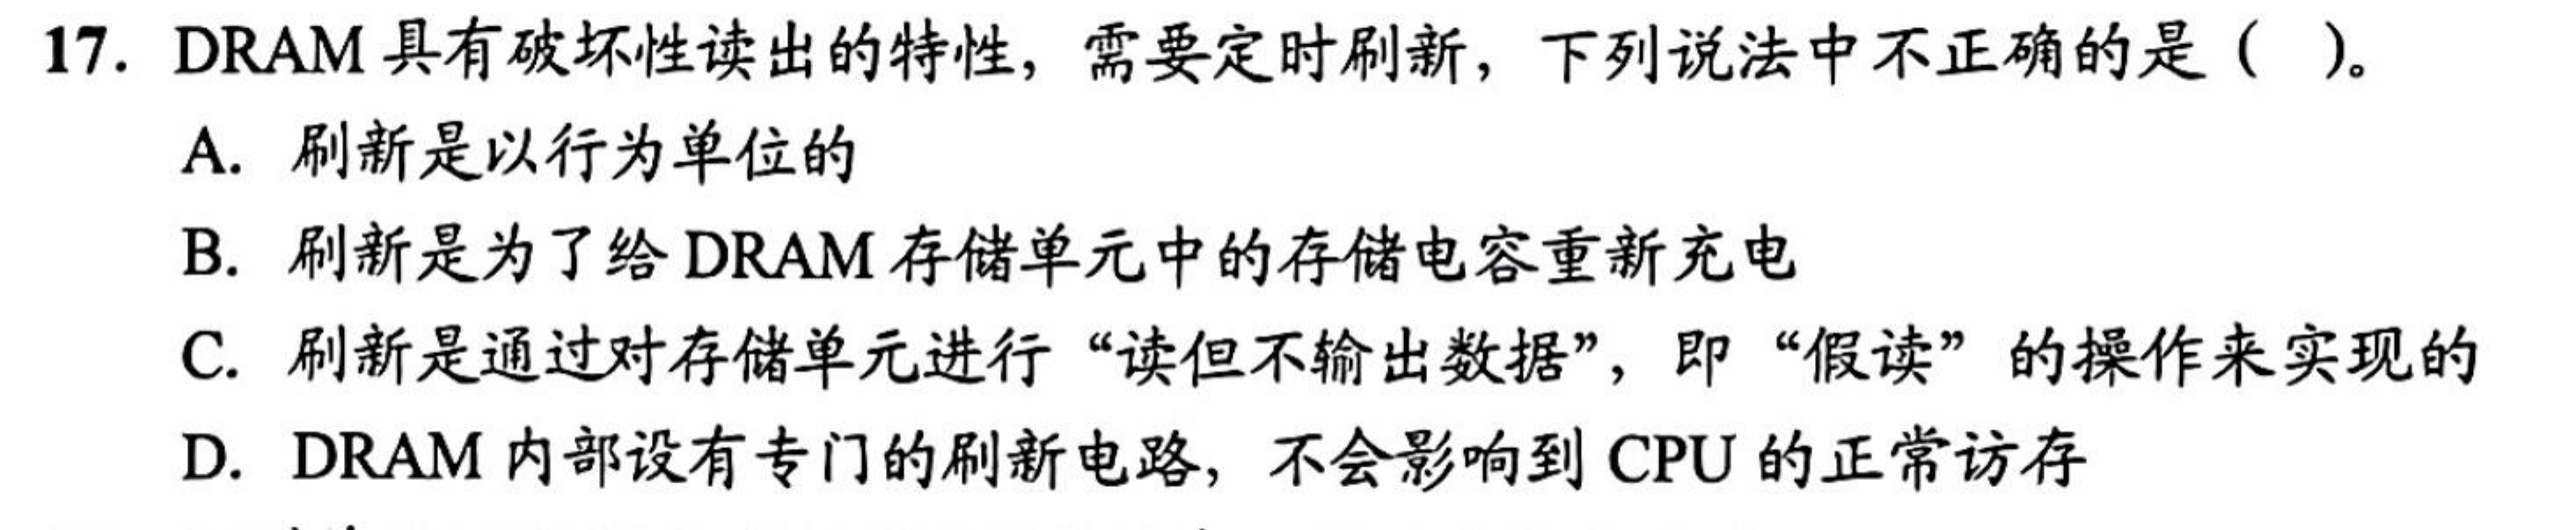 17. DRAM 具有破坏性读出的特性，需要定时刷新，下列说法中不正确的是（ ）。
A. 刷新是以行为单位的
B. 刷新是为了给 DRAM 存储单元中的存储电容重新充电
C. 刷新是通过对存储单元进行“读但不输出数据”，即“假读”的操作来实现的
D. DRAM 内部设有专门的刷新电路，不会影响到 CPU 的正常访存